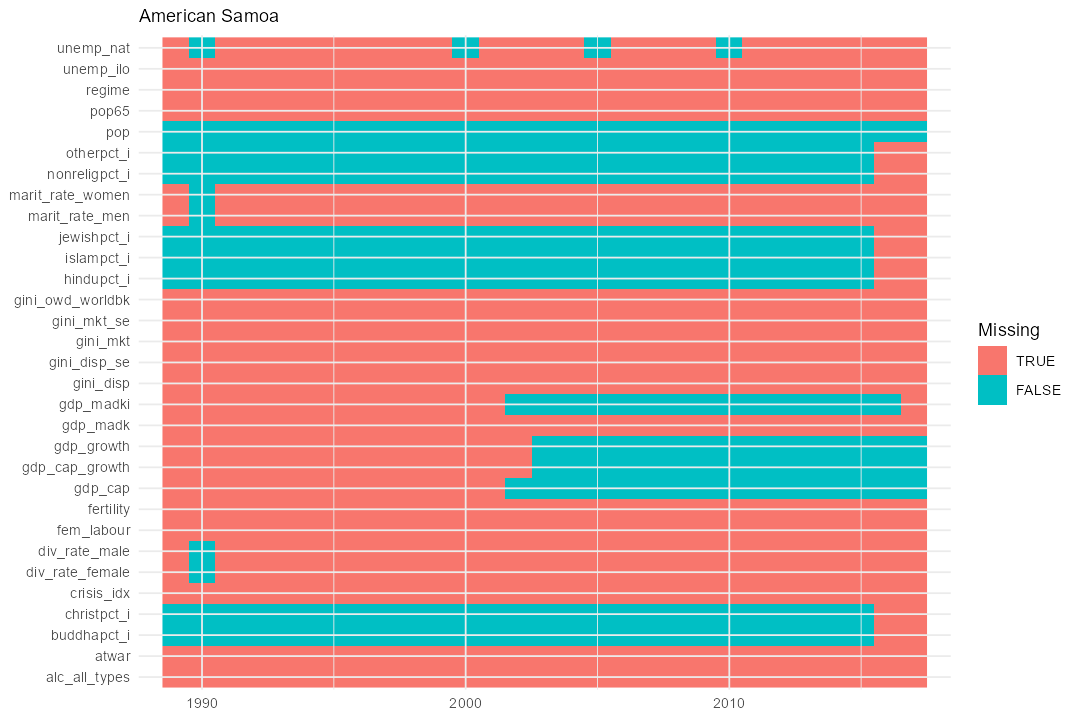 American Samoa
unemp_nat
unemp_ilo
regime
pop65
pop
otherpct_i
nonreligpct_i
marit_rate_women
marit_rate_men
jewishpct_i
islampct_i
hindupct_i
gini_owd_worldbk
gini_mkt_se
gini_mkt
gini_disp_se
gini_disp
gdp_madki
gdp_madk
gdp_growth
gdp_cap_growth
gdp_cap
fertility
fem_labour
div_rate_male
div_rate_female
crisis_idx
christpct_i
buddhapct_i
atwar
alc_all_types
1990 2000 2010
Missing
TRUE
FALSE